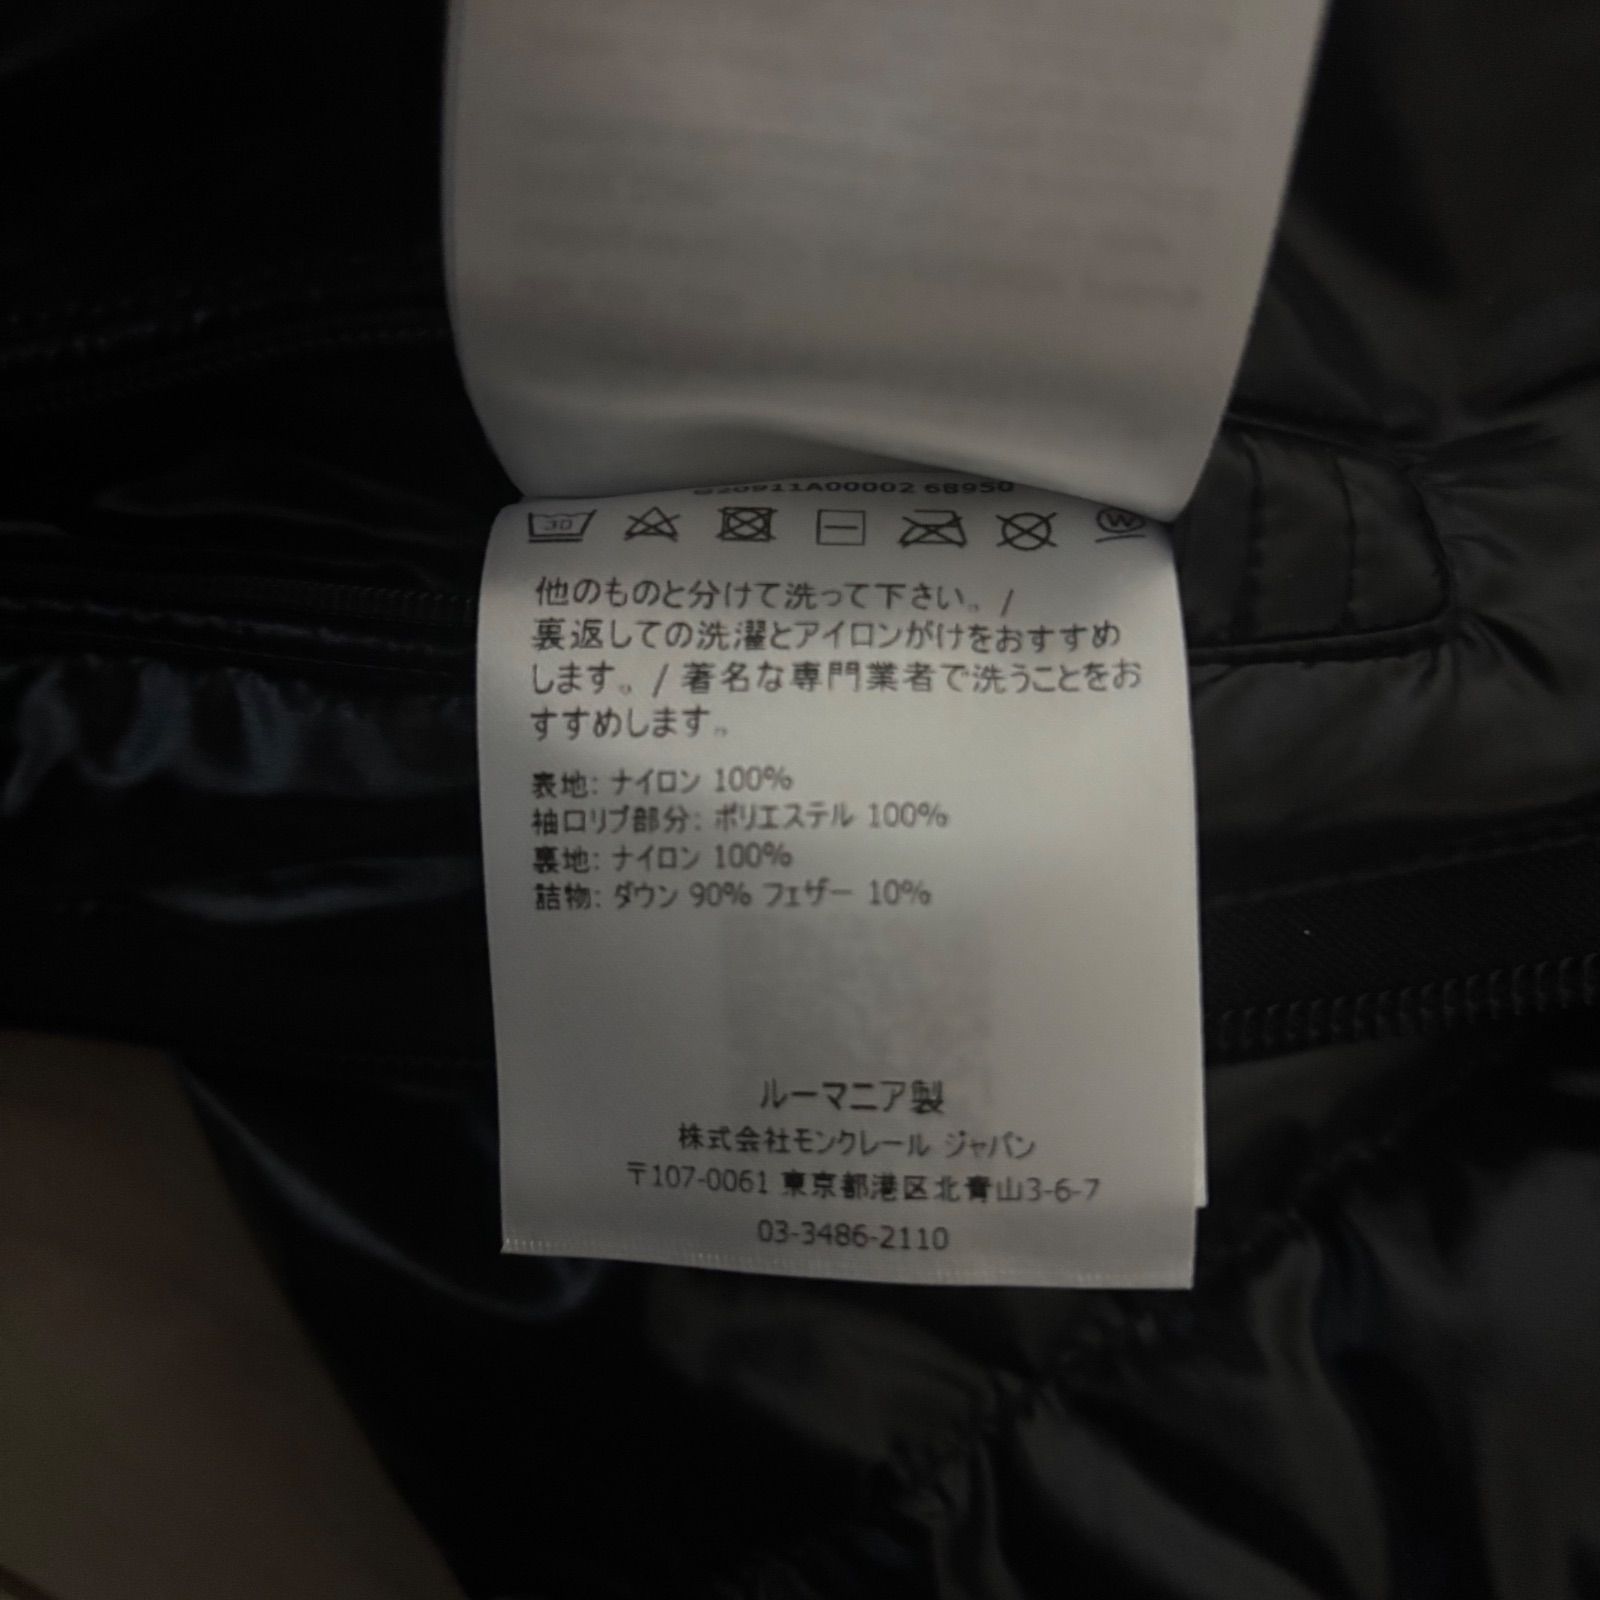 G20911A00002 68950
30
W
他のものと分けて洗って下さい。/
裏返しての洗濯とアイロンがけをおすすめ
します。/ 著名な専門業者で洗うことをお
すすめします。
表地: ナイロン 100%
袖口リブ部分: ポリエステル 100%
裏地: ナイロン 100%
詰物: ダウン 90% フェザー 10%
ルーマニア製
株式会社モンクレール ジャパン
〒107-0061 東京都港区北青山3-6-7
03-3486-2110